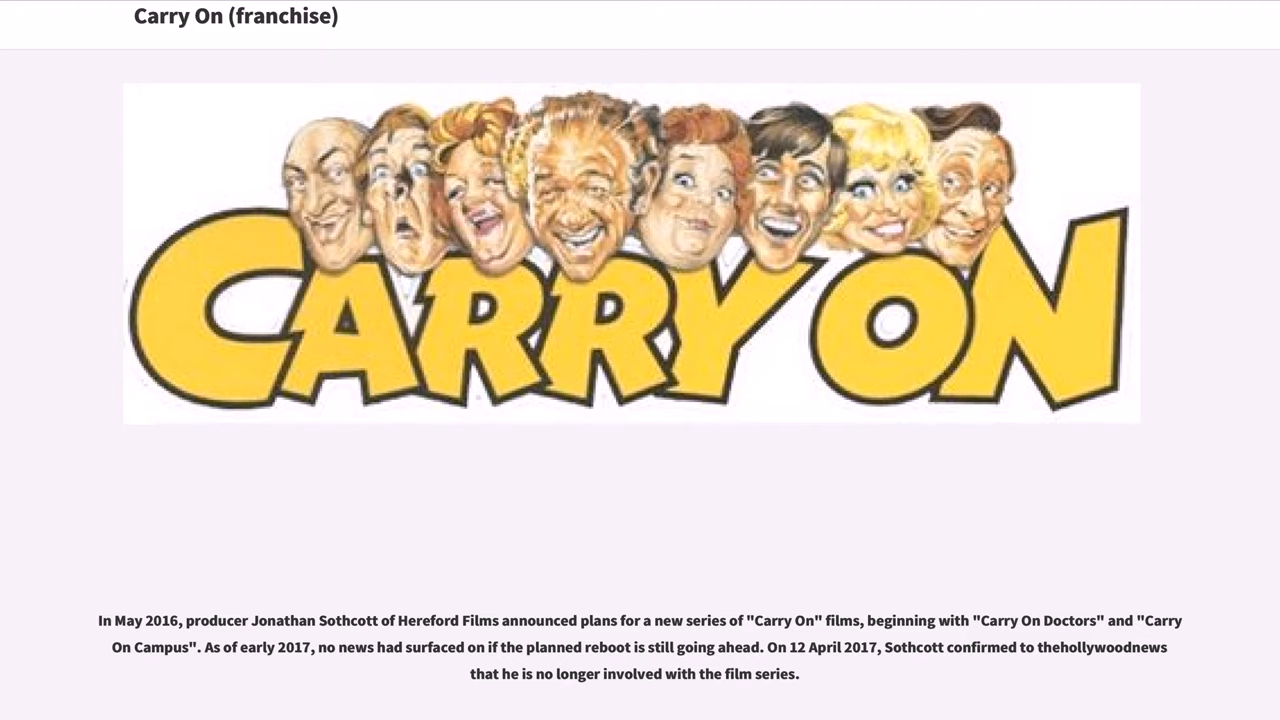 Carry On (franchise)
CARRY ON
In May 2016, producer Jonathan Sothcott of Hereford Films announced plans for a new series of "Carry On" films, beginning with "Carry On Doctors" and "Carry
On Campus". As of early 2017, no news had surfaced on if the planned reboot is still going ahead. On 12 April 2017, Sothcott confirmed to thehollywoodnews
that he is no longer involved with the film series.